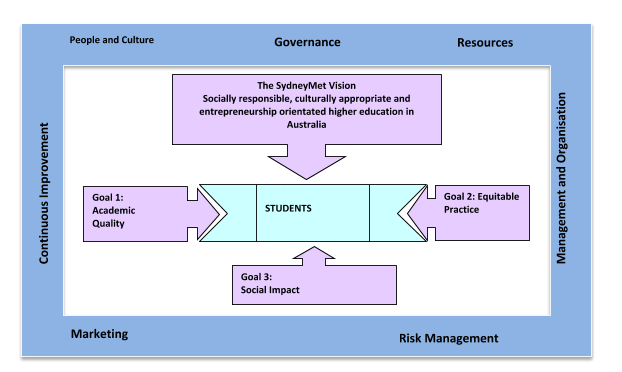 People and Culture
Governance
Resources
The SydneyMet Vision
Socially responsible, culturally appropriate and
entrepreneurship orientated higher education in
Australia
Continuous Improvement
Management and Organisation
Goal 1:
Academic
Quality
STUDENTS
Goal 2: Equitable
Practice
Goal 3:
Social Impact
Marketing
Risk Management